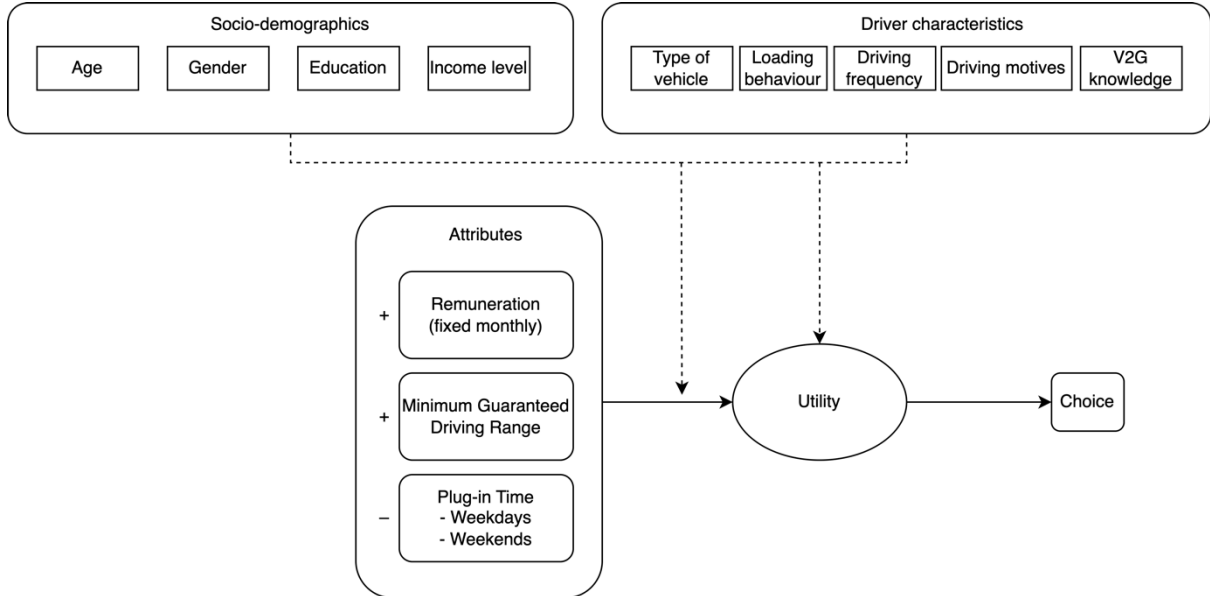 Socio-demographics
Age
Gender
Education
Income level
Driver characteristics
Type of
vehicle
Loading
behaviour
Driving
frequency
Driving motives
V2G
knowledge
Attributes
+
Remuneration
(fixed monthly)
+
Minimum Guaranteed
Driving Range
–
Plug-in Time
- Weekdays
- Weekends
Utility
Choice